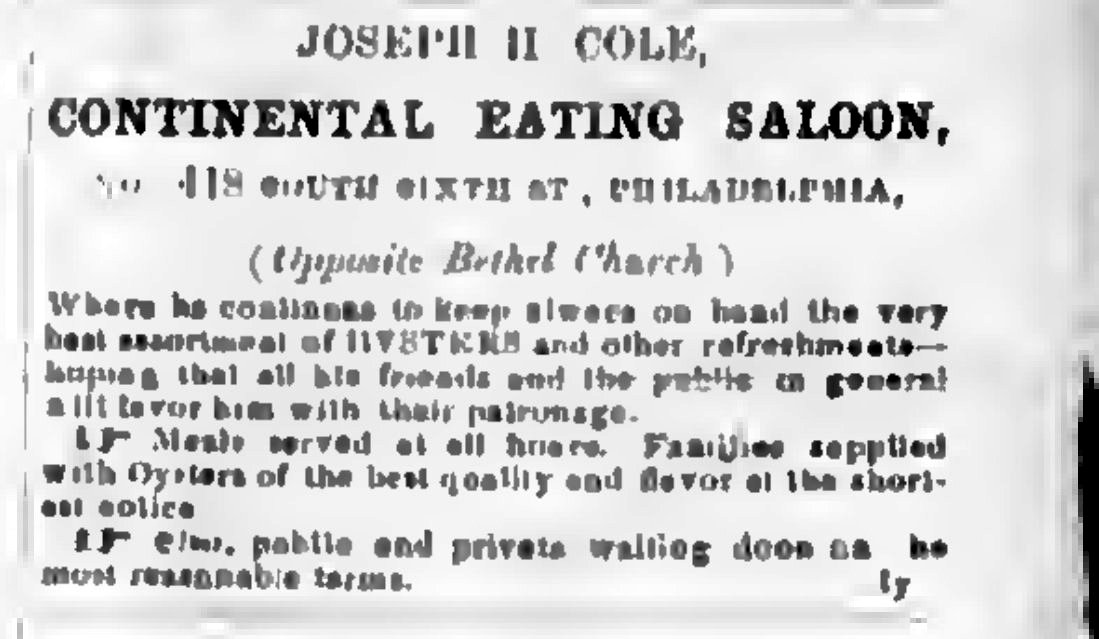 JOSEPH H COLE,
CONTINENTAL EATING SALOON,
SOUTH SIXTH ST, PHILADELPHIA,
(Opposite Bethel Church)
Where he continues to keep always on hand the very
best assortment of OYSTERS and other refreshments—
hoping that all his friends and the public in general
will favor him with their patronage.
☞ Meals served at all hours. Families supplied
with Oysters of the best quality and flavor at the short-
est notice
☞ public and private waiting done on he
most reasonable terms. ly